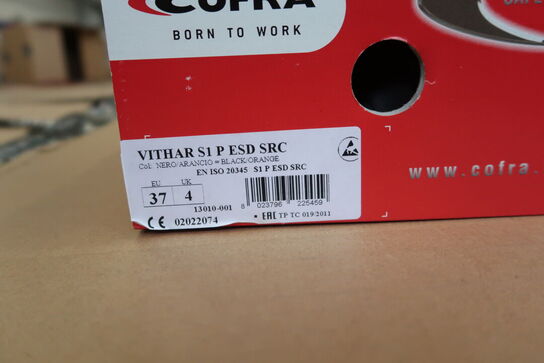 COFRA
BORN TO WORK
VITHAR S1 P ESD SRC
Col. NERO/ARANCIO = BLACK/ORANGE
EN ISO 20345 S1 P ESD SRC
EU UK
37 4
13010-001
8 023796 225459
CE 02022074
• EAC TP TC 019/2011
www.cofra.